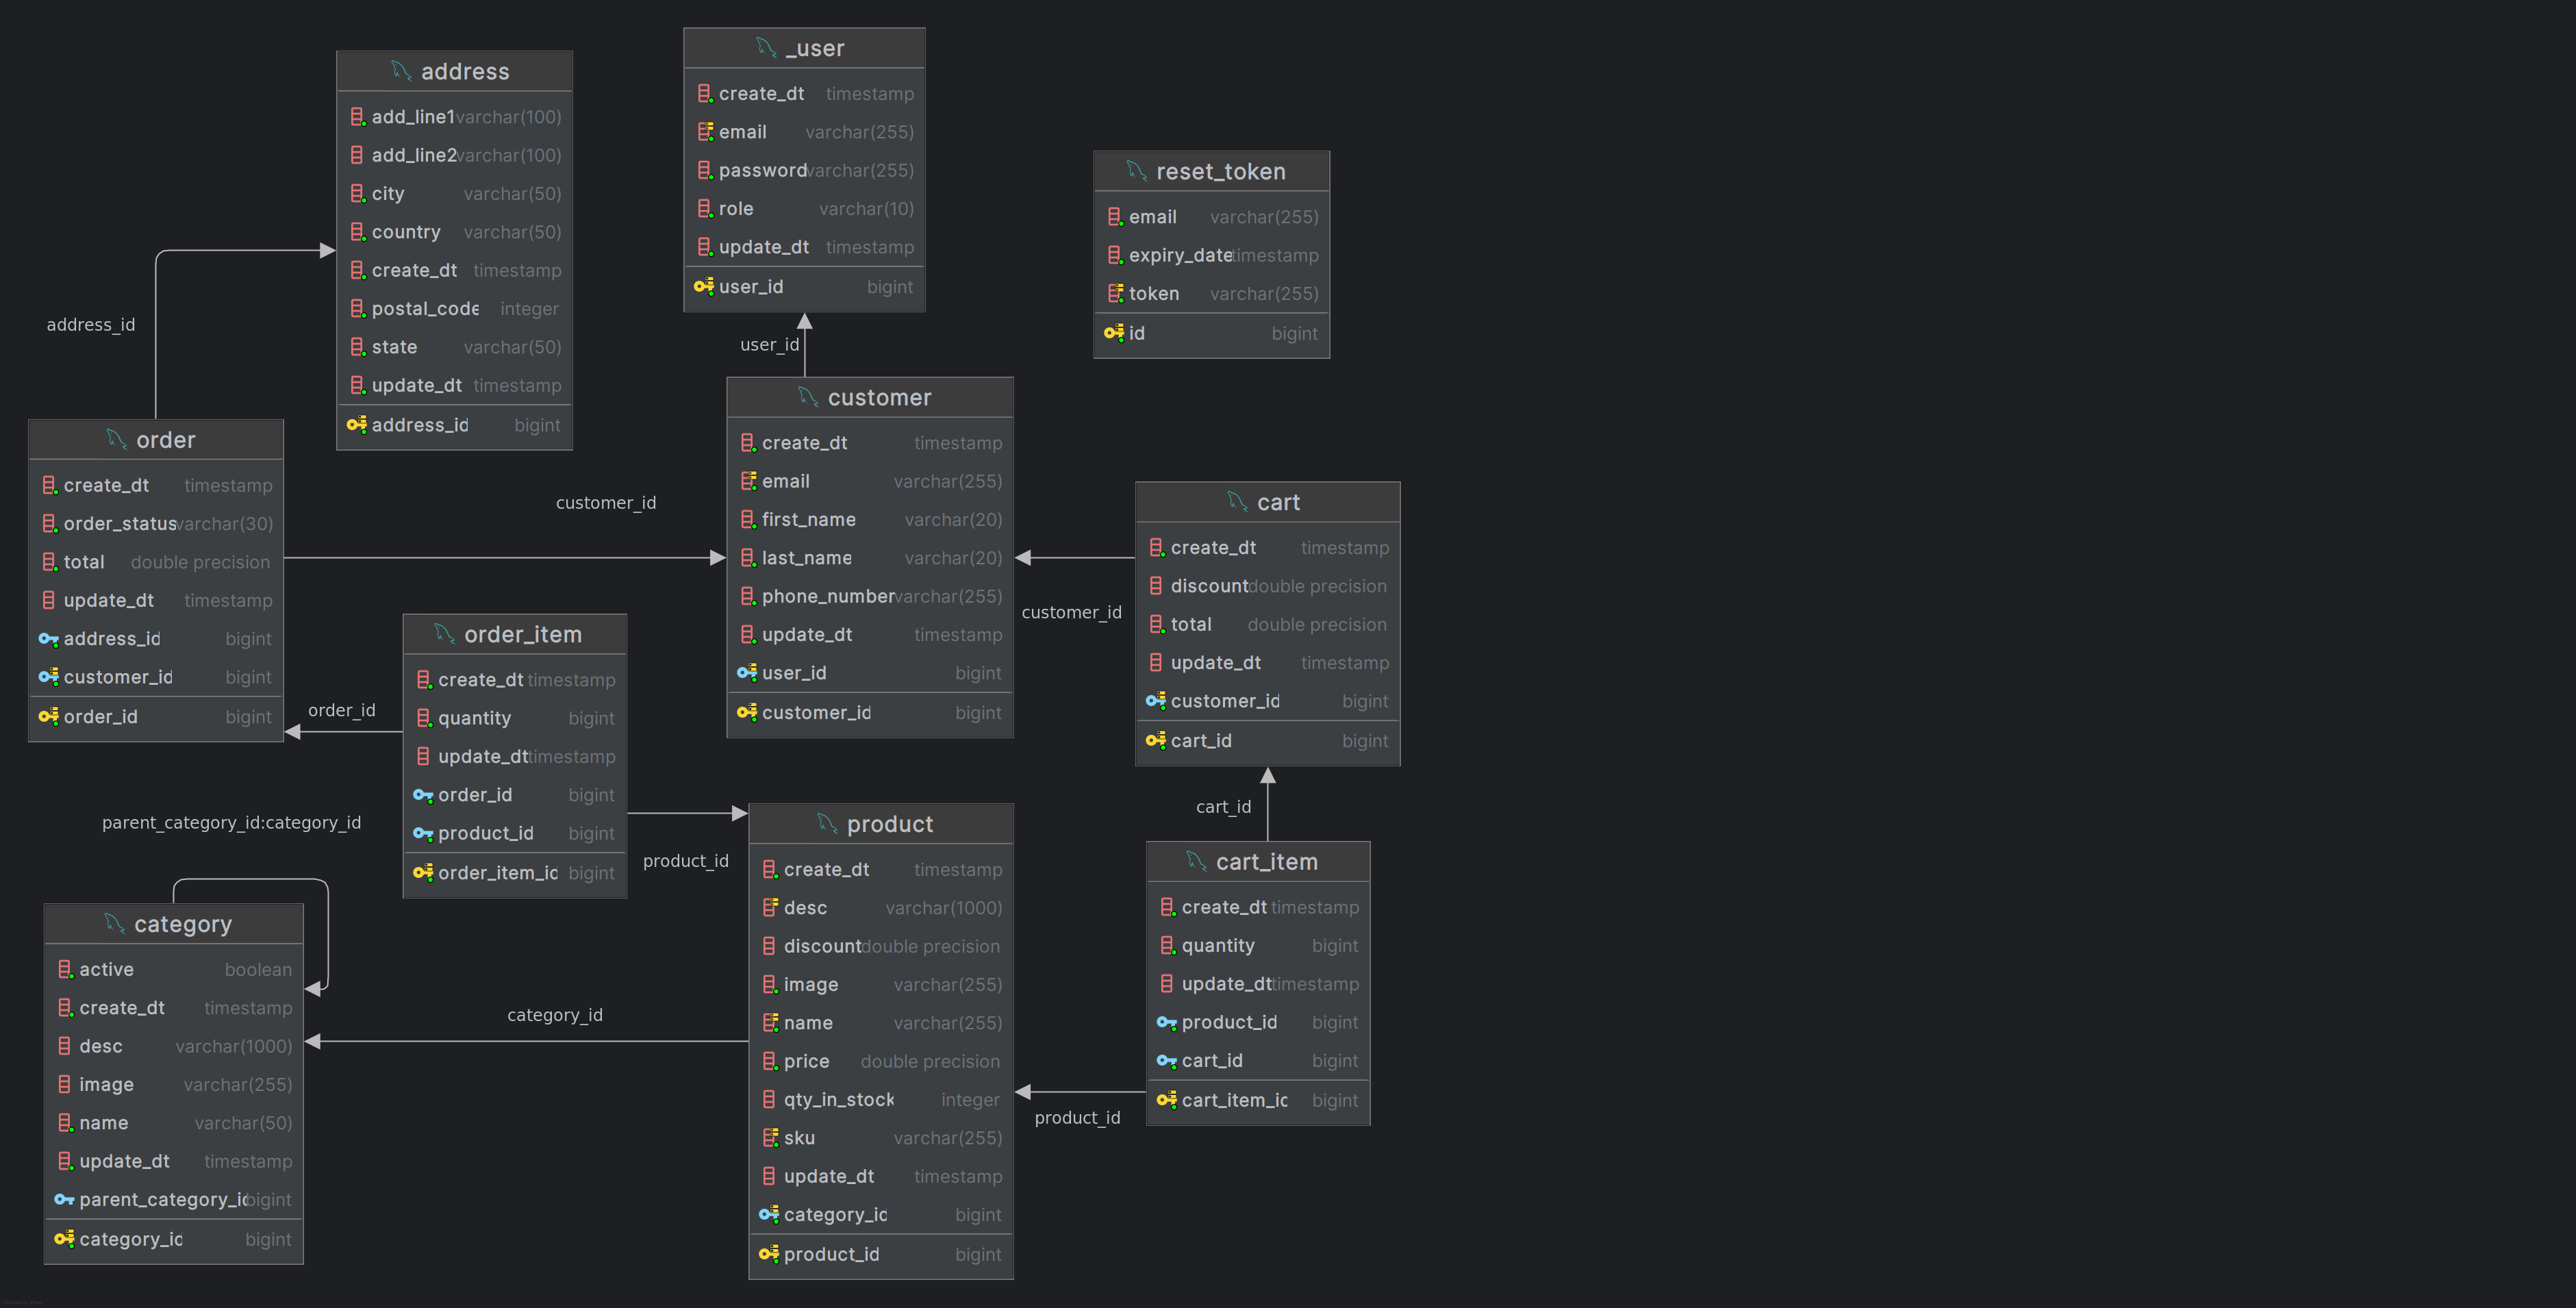 address
add_line1 varchar(100)
add_line2 varchar(100)
city varchar(50)
country varchar(50)
create_dt timestamp
postal_code integer
state varchar(50)
update_dt timestamp
address_id bigint
_user
create_dt timestamp
email varchar(255)
password varchar(255)
role varchar(10)
update_dt timestamp
user_id bigint
reset_token
email varchar(255)
expiry_date timestamp
token varchar(255)
id bigint
address_id
user_id
order
create_dt timestamp
order_status varchar(30)
total double precision
update_dt timestamp
address_id bigint
customer_id bigint
order_id bigint
customer_id
customer
create_dt timestamp
email varchar(255)
first_name varchar(20)
last_name varchar(20)
phone_number varchar(255)
update_dt timestamp
user_id bigint
customer_id bigint
customer_id
cart
create_dt timestamp
discount double precision
total double precision
update_dt timestamp
customer_id bigint
cart_id bigint
order_id
order_item
create_dt timestamp
quantity bigint
update_dt timestamp
order_id bigint
product_id bigint
order_item_id bigint
product_id
cart_id
parent_category_id:category_id
category
active boolean
create_dt timestamp
desc varchar(1000)
image varchar(255)
name varchar(50)
update_dt timestamp
parent_category_id bigint
category_id bigint
category_id
product
create_dt timestamp
desc varchar(1000)
discount double precision
image varchar(255)
name varchar(255)
price double precision
qty_in_stock integer
sku varchar(255)
update_dt timestamp
category_id bigint
product_id bigint
product_id
cart_item
create_dt timestamp
quantity bigint
update_dt timestamp
product_id bigint
cart_id bigint
cart_item_id bigint